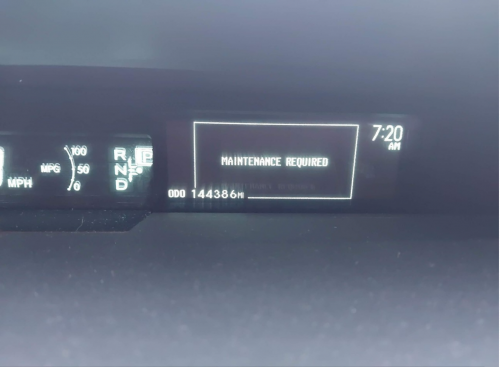 7:20
AM
100
MPG 50
0
MPH
R
N
D
P
MAINTENANCE REQUIRED
ODO 144386MI